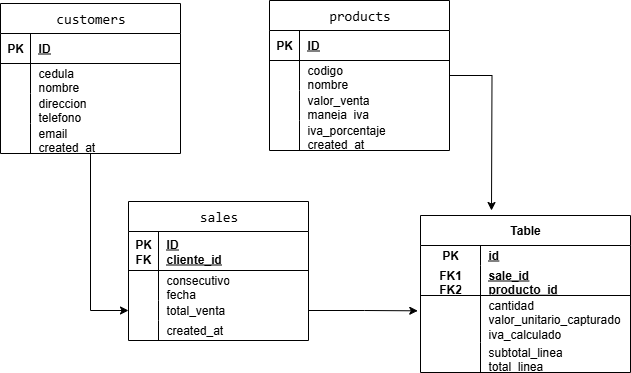 customers
PK ID
cedula
nombre
direccion
telefono
email
created_at
products
PK ID
codigo
nombre
valor_venta
maneja_iva
iva_porcentaje
created_at
sales
PK ID
FK cliente_id
consecutivo
fecha
total_venta
created_at
Table
PK id
FK1 sale_id
FK2 producto_id
cantidad
valor_unitario_capturado
iva_calculado
subtotal_linea
total_linea